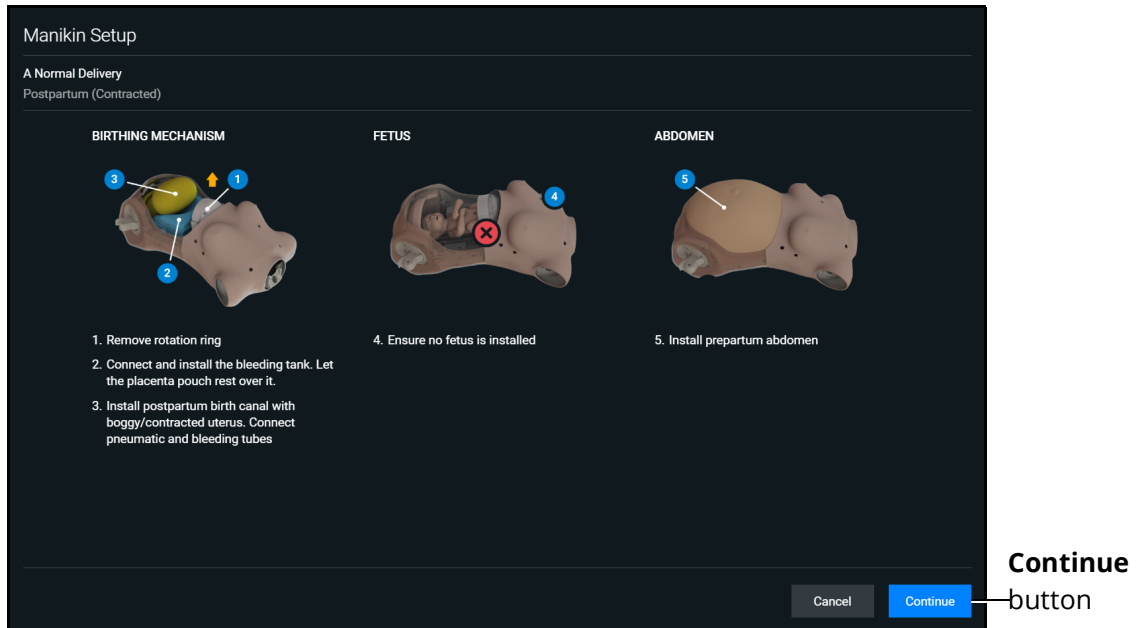 Manikin Setup
A Normal Delivery
Postpartum (Contracted)
BIRTHING MECHANISM
3
1
2
1. Remove rotation ring
2. Connect and install the bleeding tank. Let
the placenta pouch rest over it.
3. Install postpartum birth canal with
boggy/contracted uterus. Connect
pneumatic and bleeding tubes
FETUS
4
4. Ensure no fetus is installed
ABDOMEN
5
5. Install prepartum abdomen
Cancel
Continue
Continue
button